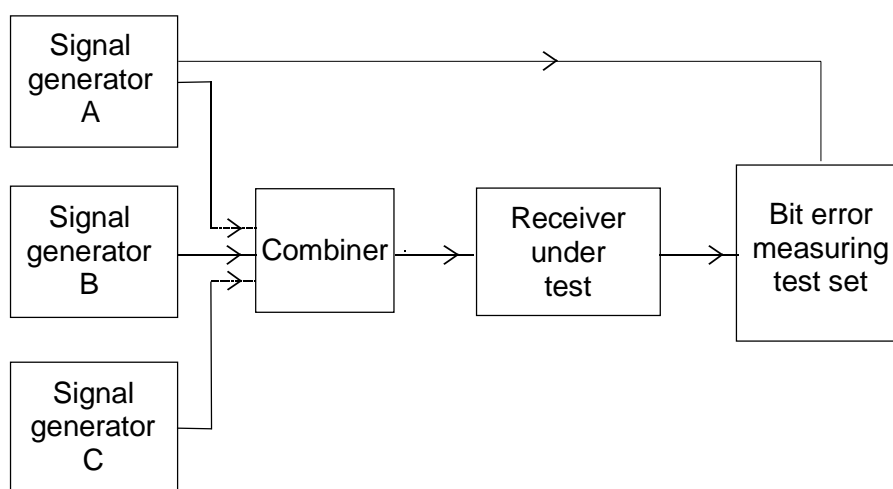 Signal
generator
A
Signal
generator
B
Signal
generator
C
Combiner
Receiver
under
test
Bit error
measuring
test set